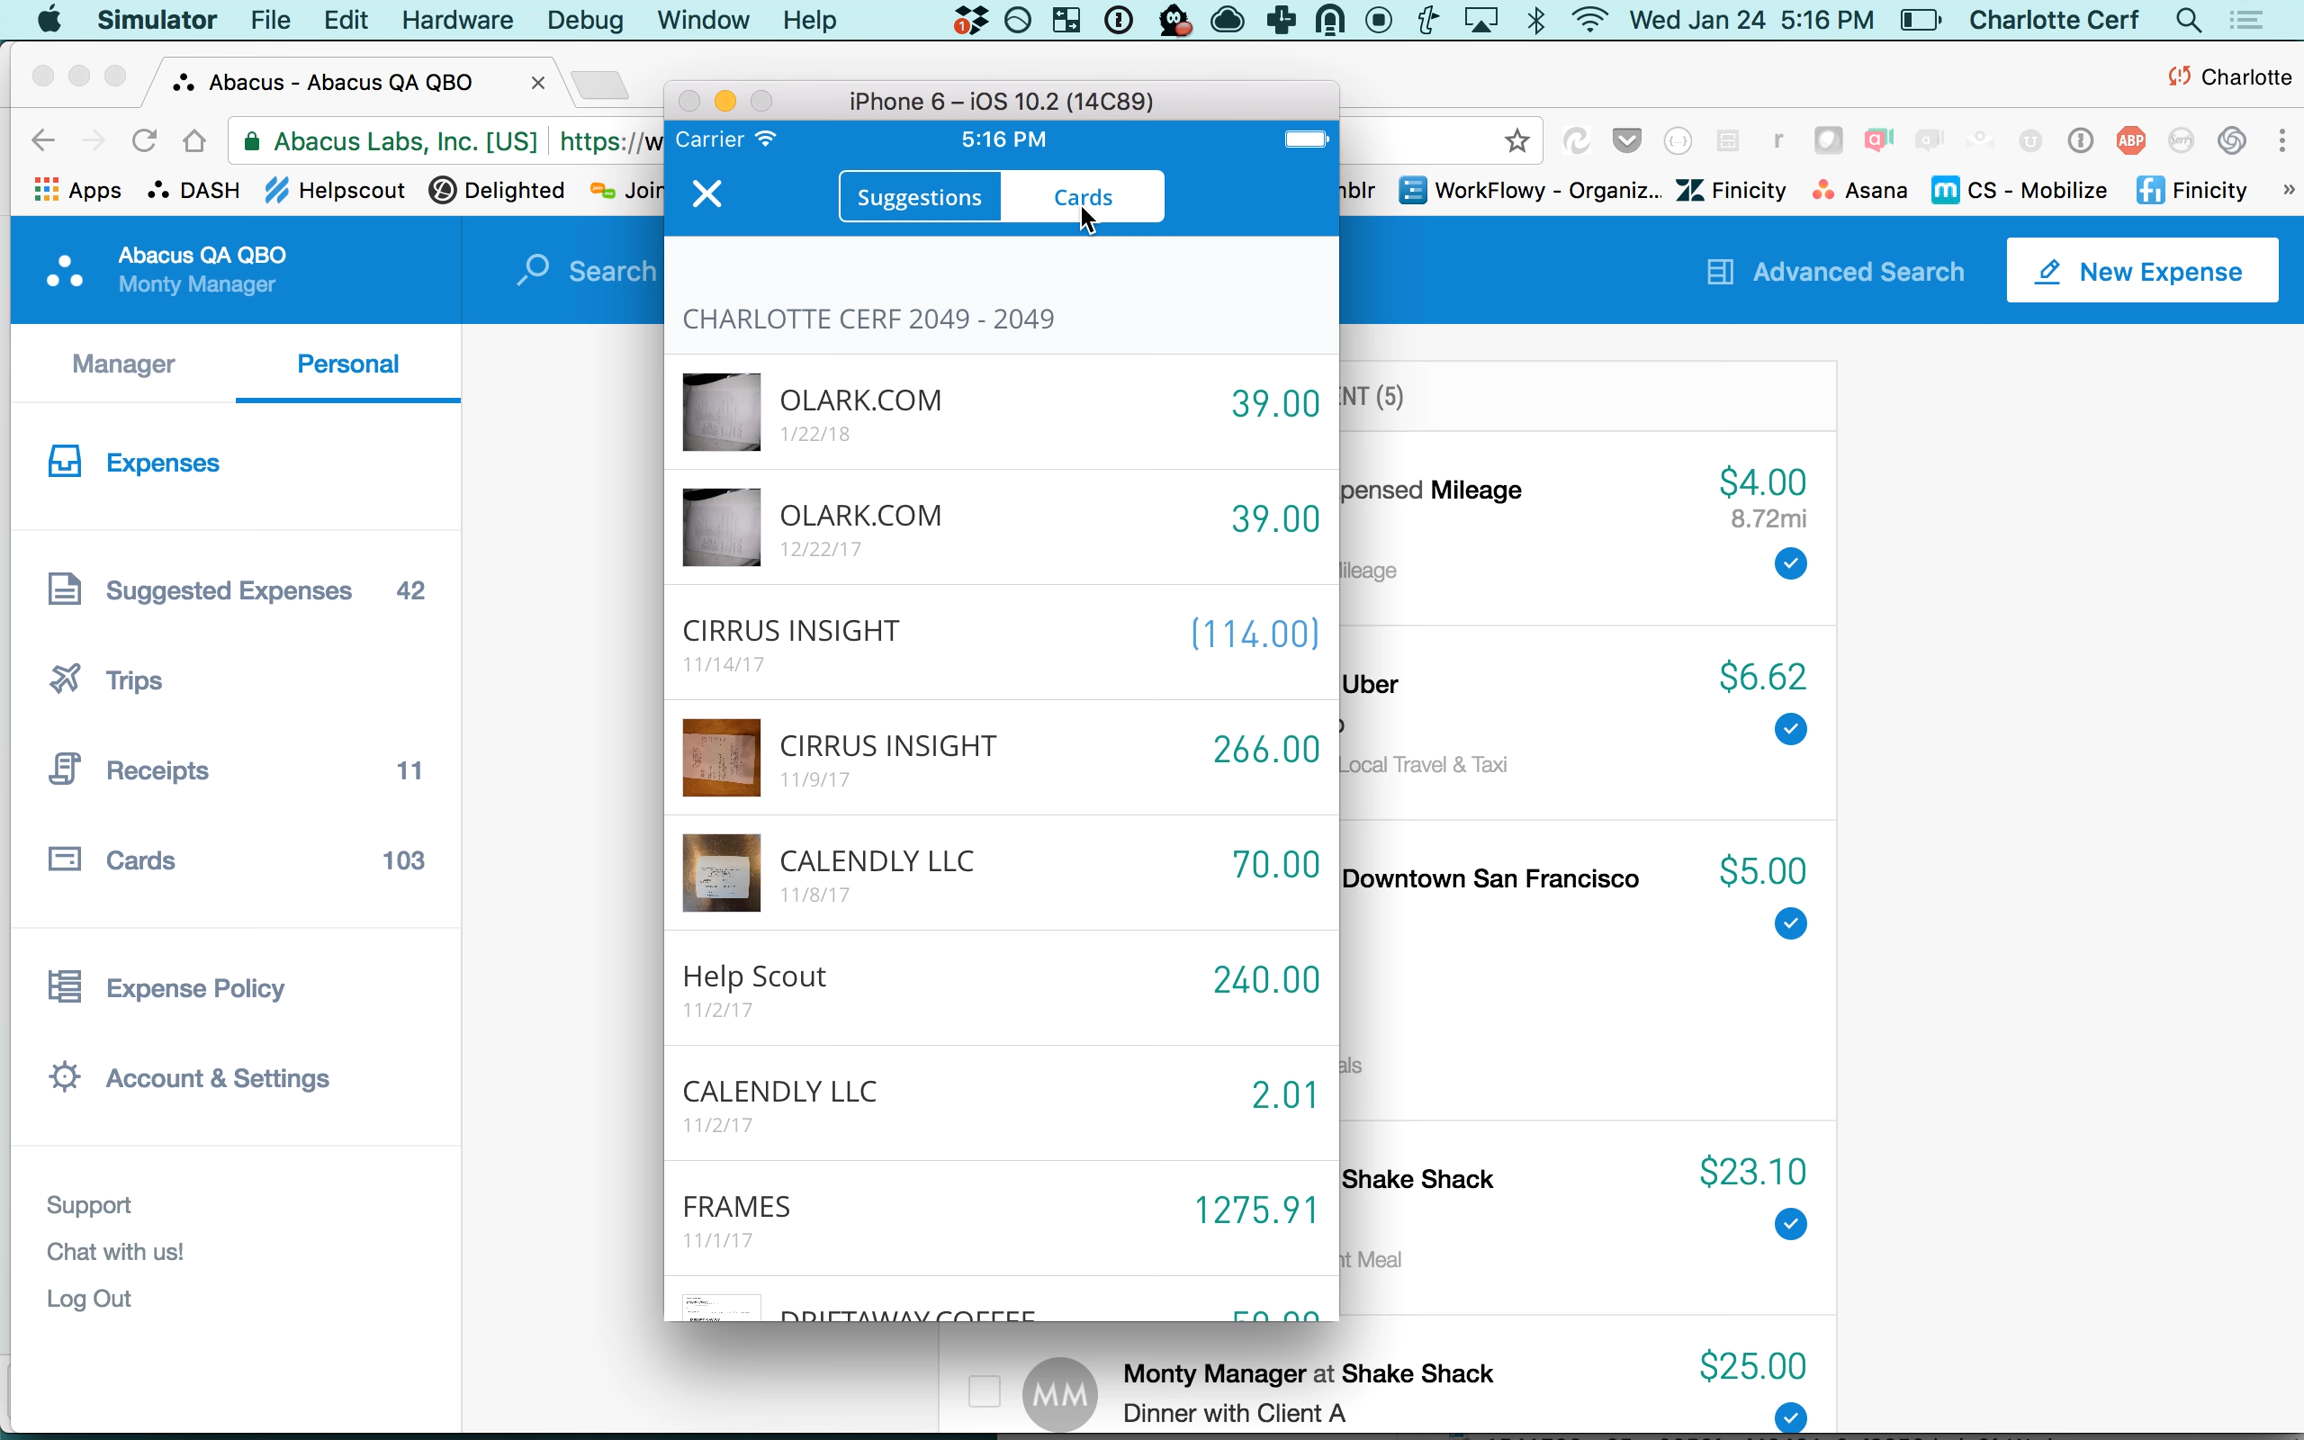 Simulator File Edit Hardware Debug Window Help 1 Wed Jan 24 5:16 PM Charlotte Cerf
Abacus - Abacus QA QBO
Charlotte
iPhone 6 – iOS 10.2 (14C89)
Abacus Labs, Inc. [US] https://w
ABP
Apps DASH Helpscout Delighted Join
nblr WorkFlowy - Organiz... Finicity Asana CS - Mobilize Finicity »
Carrier 5:16 PM
Suggestions Cards
Abacus QA QBO
Monty Manager
Search
Advanced Search
New Expense
Manager Personal
Expenses
Suggested Expenses 42
Trips
Receipts 11
Cards 103
Expense Policy
Account & Settings
Support
Chat with us!
Log Out
CHARLOTTE CERF 2049 - 2049
OLARK.COM 39.00
1/22/18
OLARK.COM 39.00
12/22/17
CIRRUS INSIGHT (114.00)
11/14/17
CIRRUS INSIGHT 266.00
11/9/17
CALENDLY LLC 70.00
11/8/17
Help Scout 240.00
11/2/17
CALENDLY LLC 2.01
11/2/17
FRAMES 1275.91
11/1/17
DRIFTAWAY COFFEE
ENT (5)
pensed Mileage $4.00
8.72mi
ileage
Uber $6.62
Local Travel & Taxi
Downtown San Francisco $5.00
als
Shake Shack $23.10
nt Meal
MM
Monty Manager at Shake Shack $25.00
Dinner with Client A